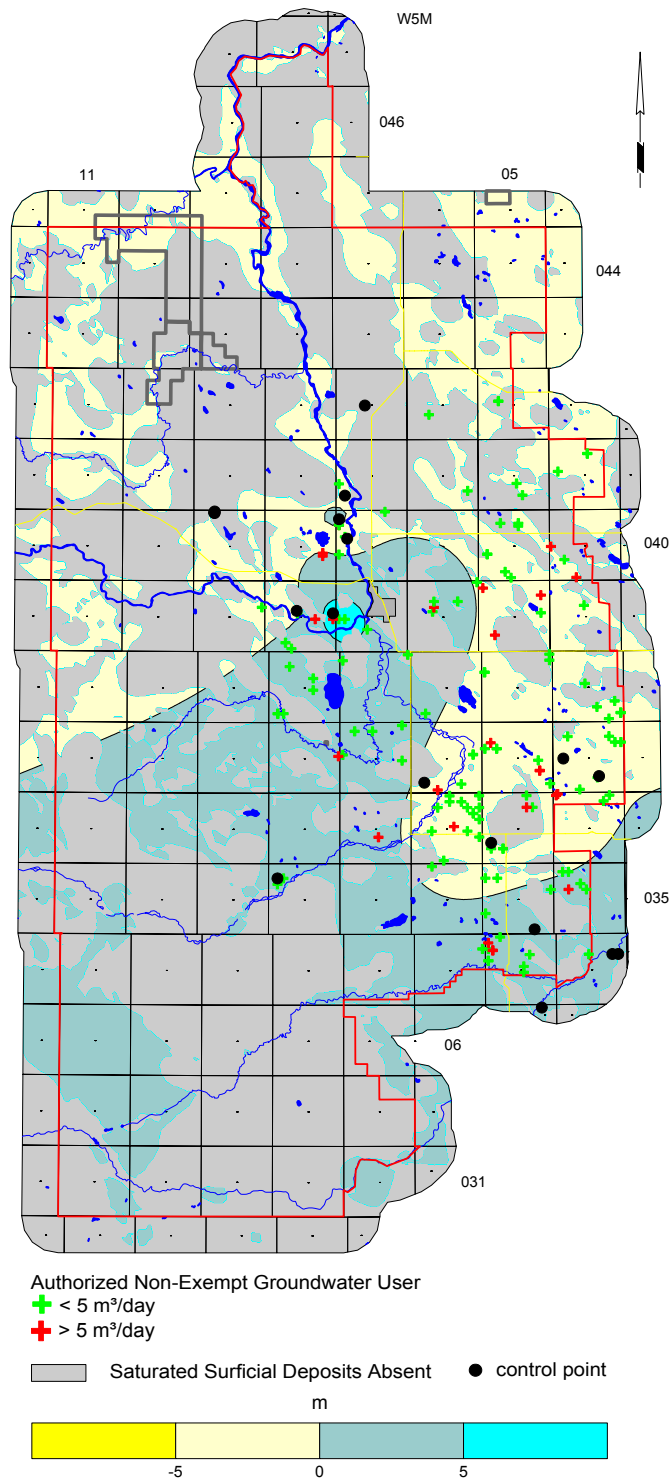 W5M
046
11
05
044
040
035
06
031
Authorized Non-Exempt Groundwater User
< 5 m³/day
> 5 m³/day
Saturated Surficial Deposits Absent
control point
m
-5 0 5